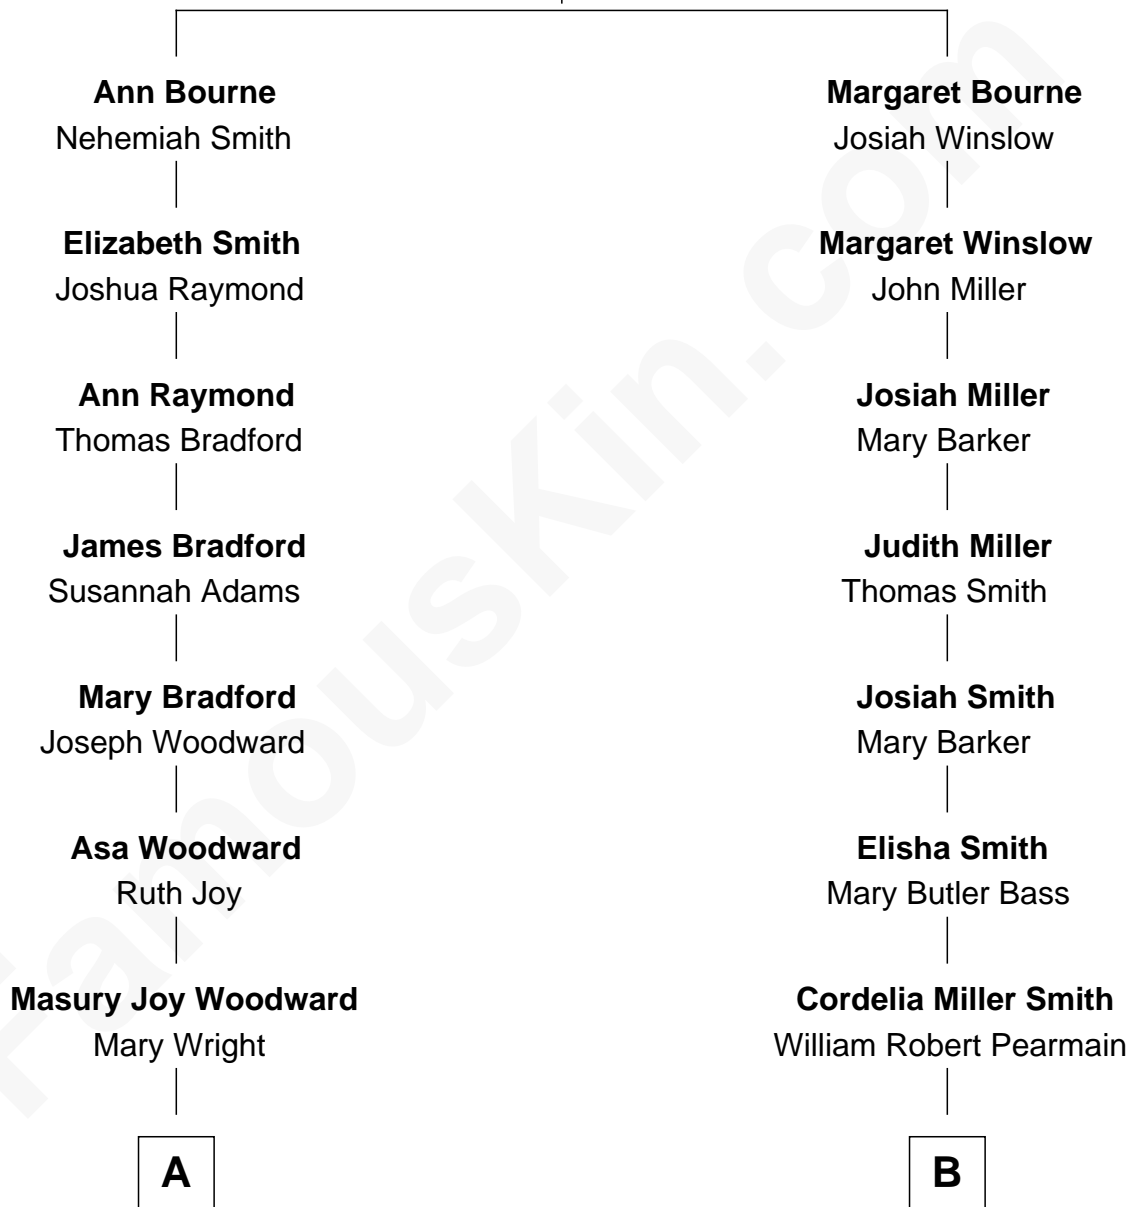 Ann Bourne
Nehemiah Smith
Elizabeth Smith
Joshua Raymond
Ann Raymond
Thomas Bradford
James Bradford
Susannah Adams
Mary Bradford
Joseph Woodward
Asa Woodward
Ruth Joy
Masury Joy Woodward
Mary Wright
A
Margaret Bourne
Josiah Winslow
Margaret Winslow
John Miller
Josiah Miller
Mary Barker
Judith Miller
Thomas Smith
Josiah Smith
Mary Barker
Elisha Smith
Mary Butler Bass
Cordelia Miller Smith
William Robert Pearmain
B
FamousKin.com